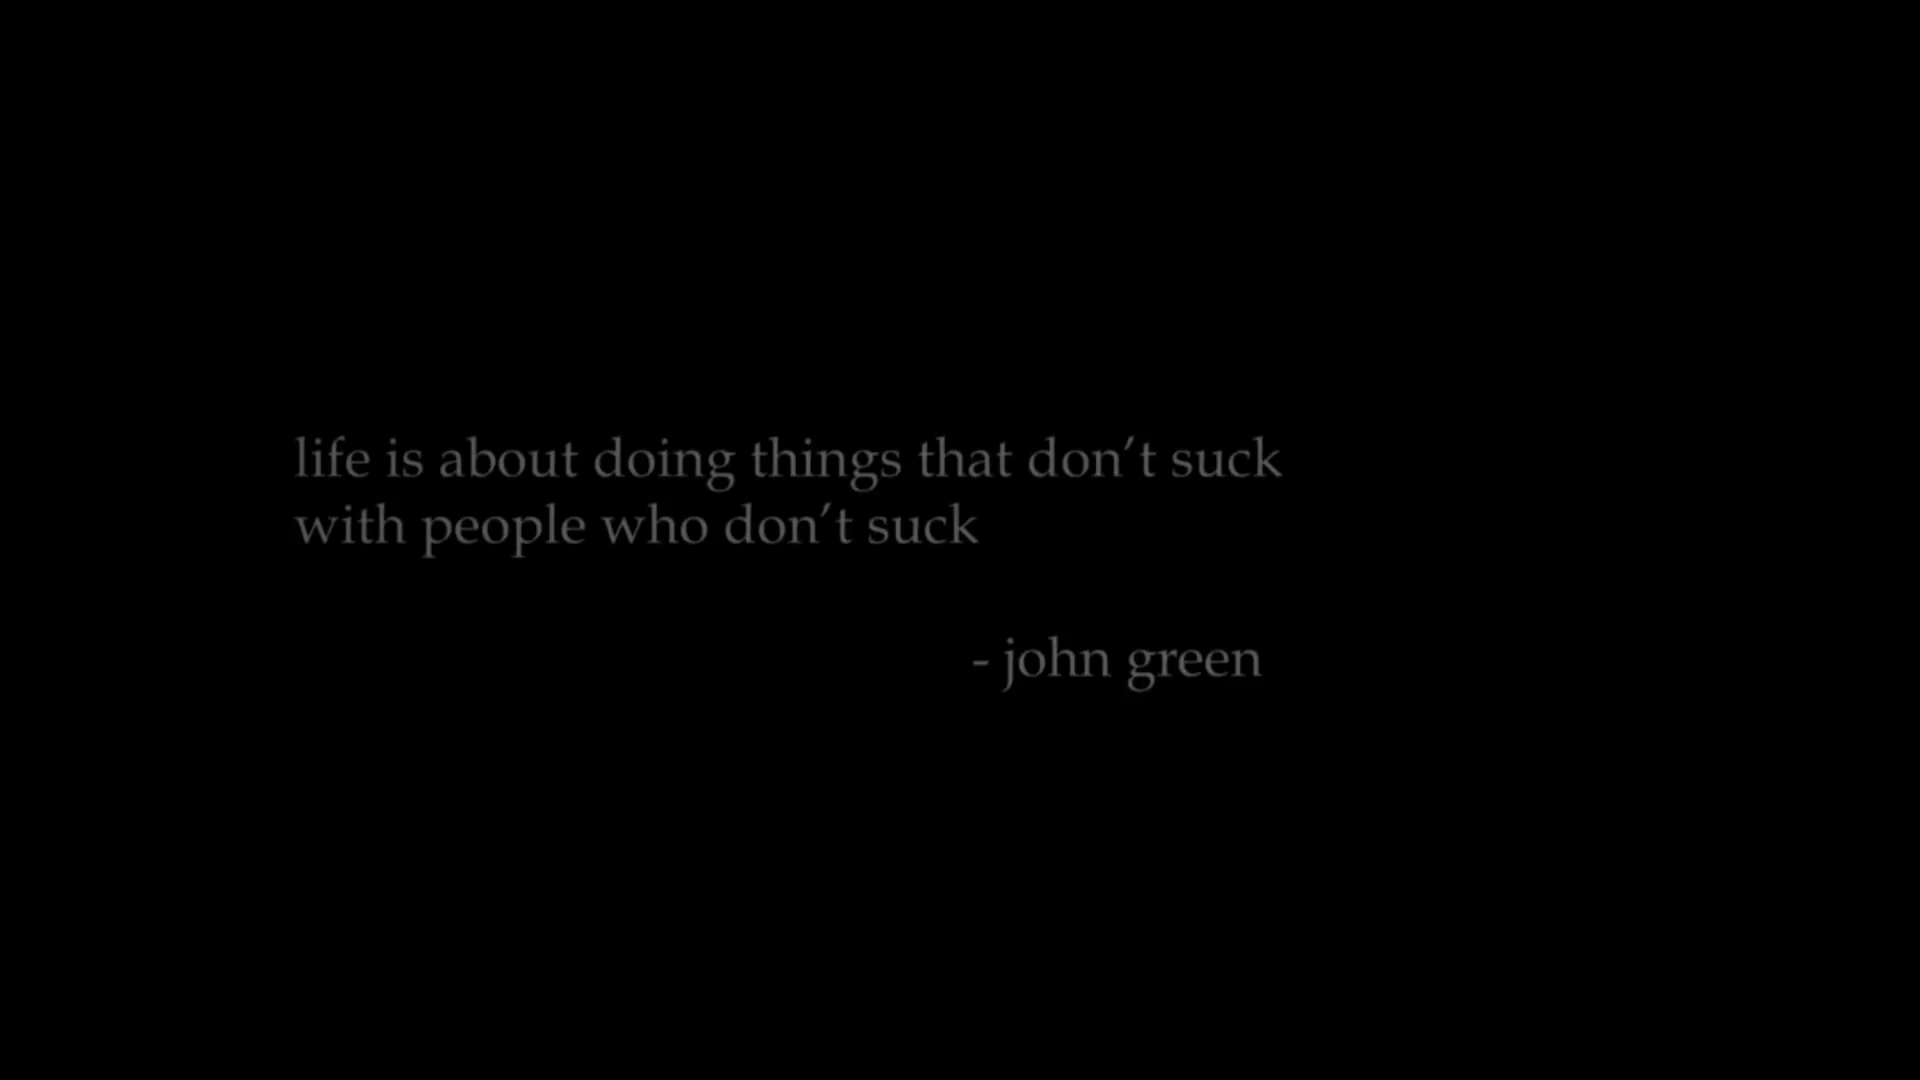 life is about doing things that don’t suck
with people who don’t suck
- john green